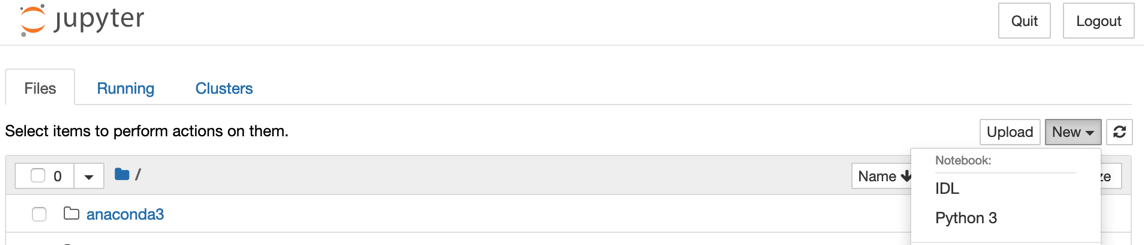 jupyter
Quit
Logout
Files
Running
Clusters
Select items to perform actions on them.
Upload
New
0
/
Name
Notebook:
IDL
Python 3
anaconda3